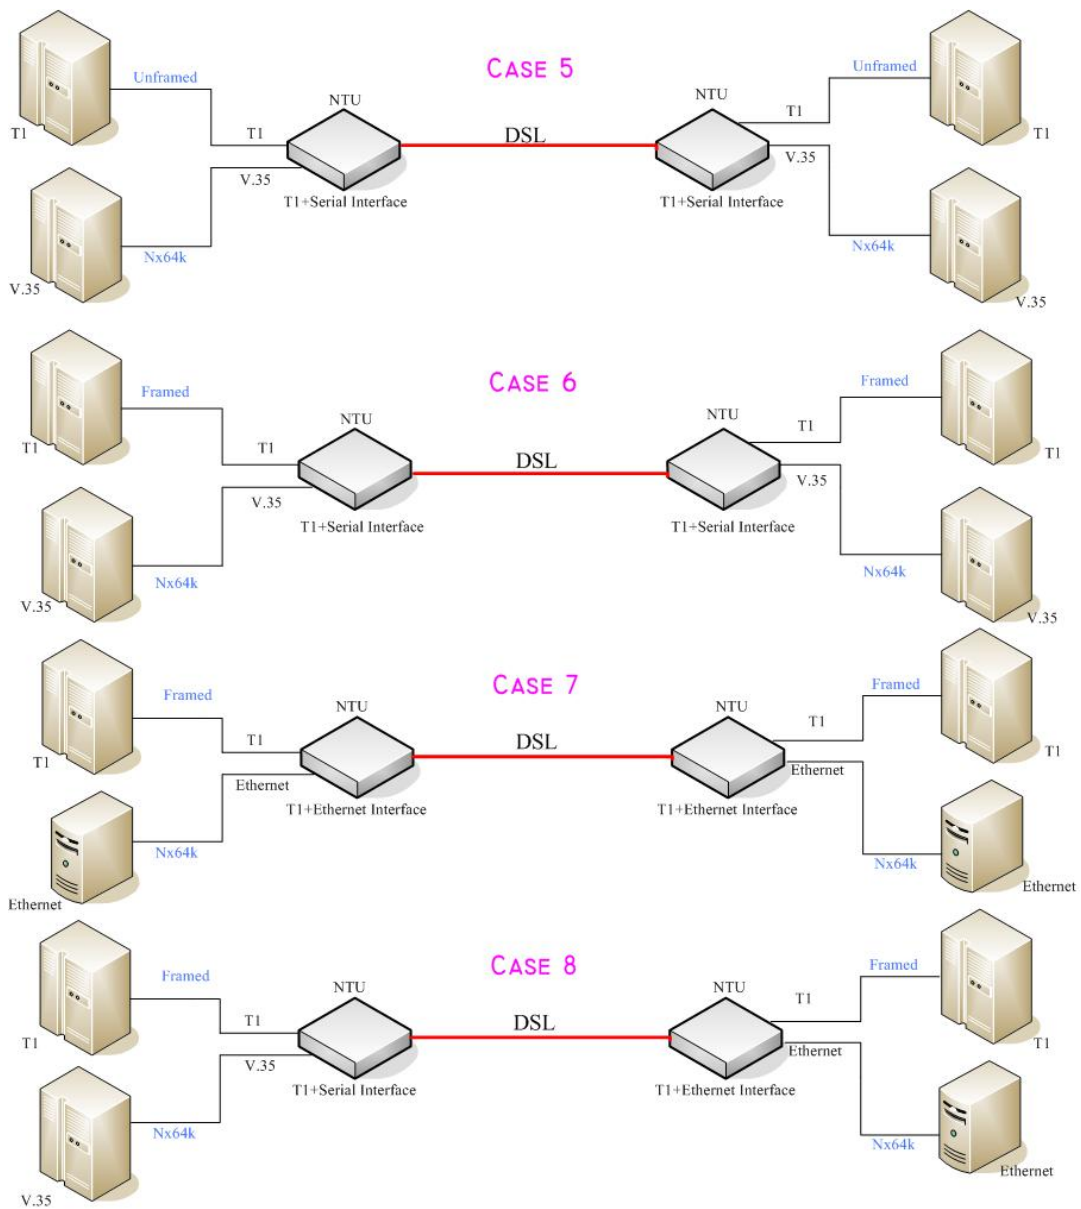 CASE 5
Unframed
Unframed
NTU
NTU
T1
T1
DSL
T1
T1
V.35
V.35
T1+Serial Interface
T1+Serial Interface
Nx64k
Nx64k
V.35
V.35
CASE 6
Framed
Framed
NTU
NTU
T1
T1
T1
T1
DSL
V.35
V.35
T1+Serial Interface
T1+Serial Interface
Nx64k
Nx64k
V.35
V.35
CASE 7
Framed
Framed
NTU
NTU
T1
T1
DSL
T1
T1
Ethernet
Ethernet
T1+Ethernet Interface
T1+Ethernet Interface
Nx64k
Nx64k
Ethernet
Ethernet
CASE 8
Framed
Framed
NTU
NTU
T1
T1
DSL
T1
T1
V.35
Ethernet
T1+Serial Interface
T1+Ethernet Interface
Nx64k
Nx64k
V.35
Ethernet